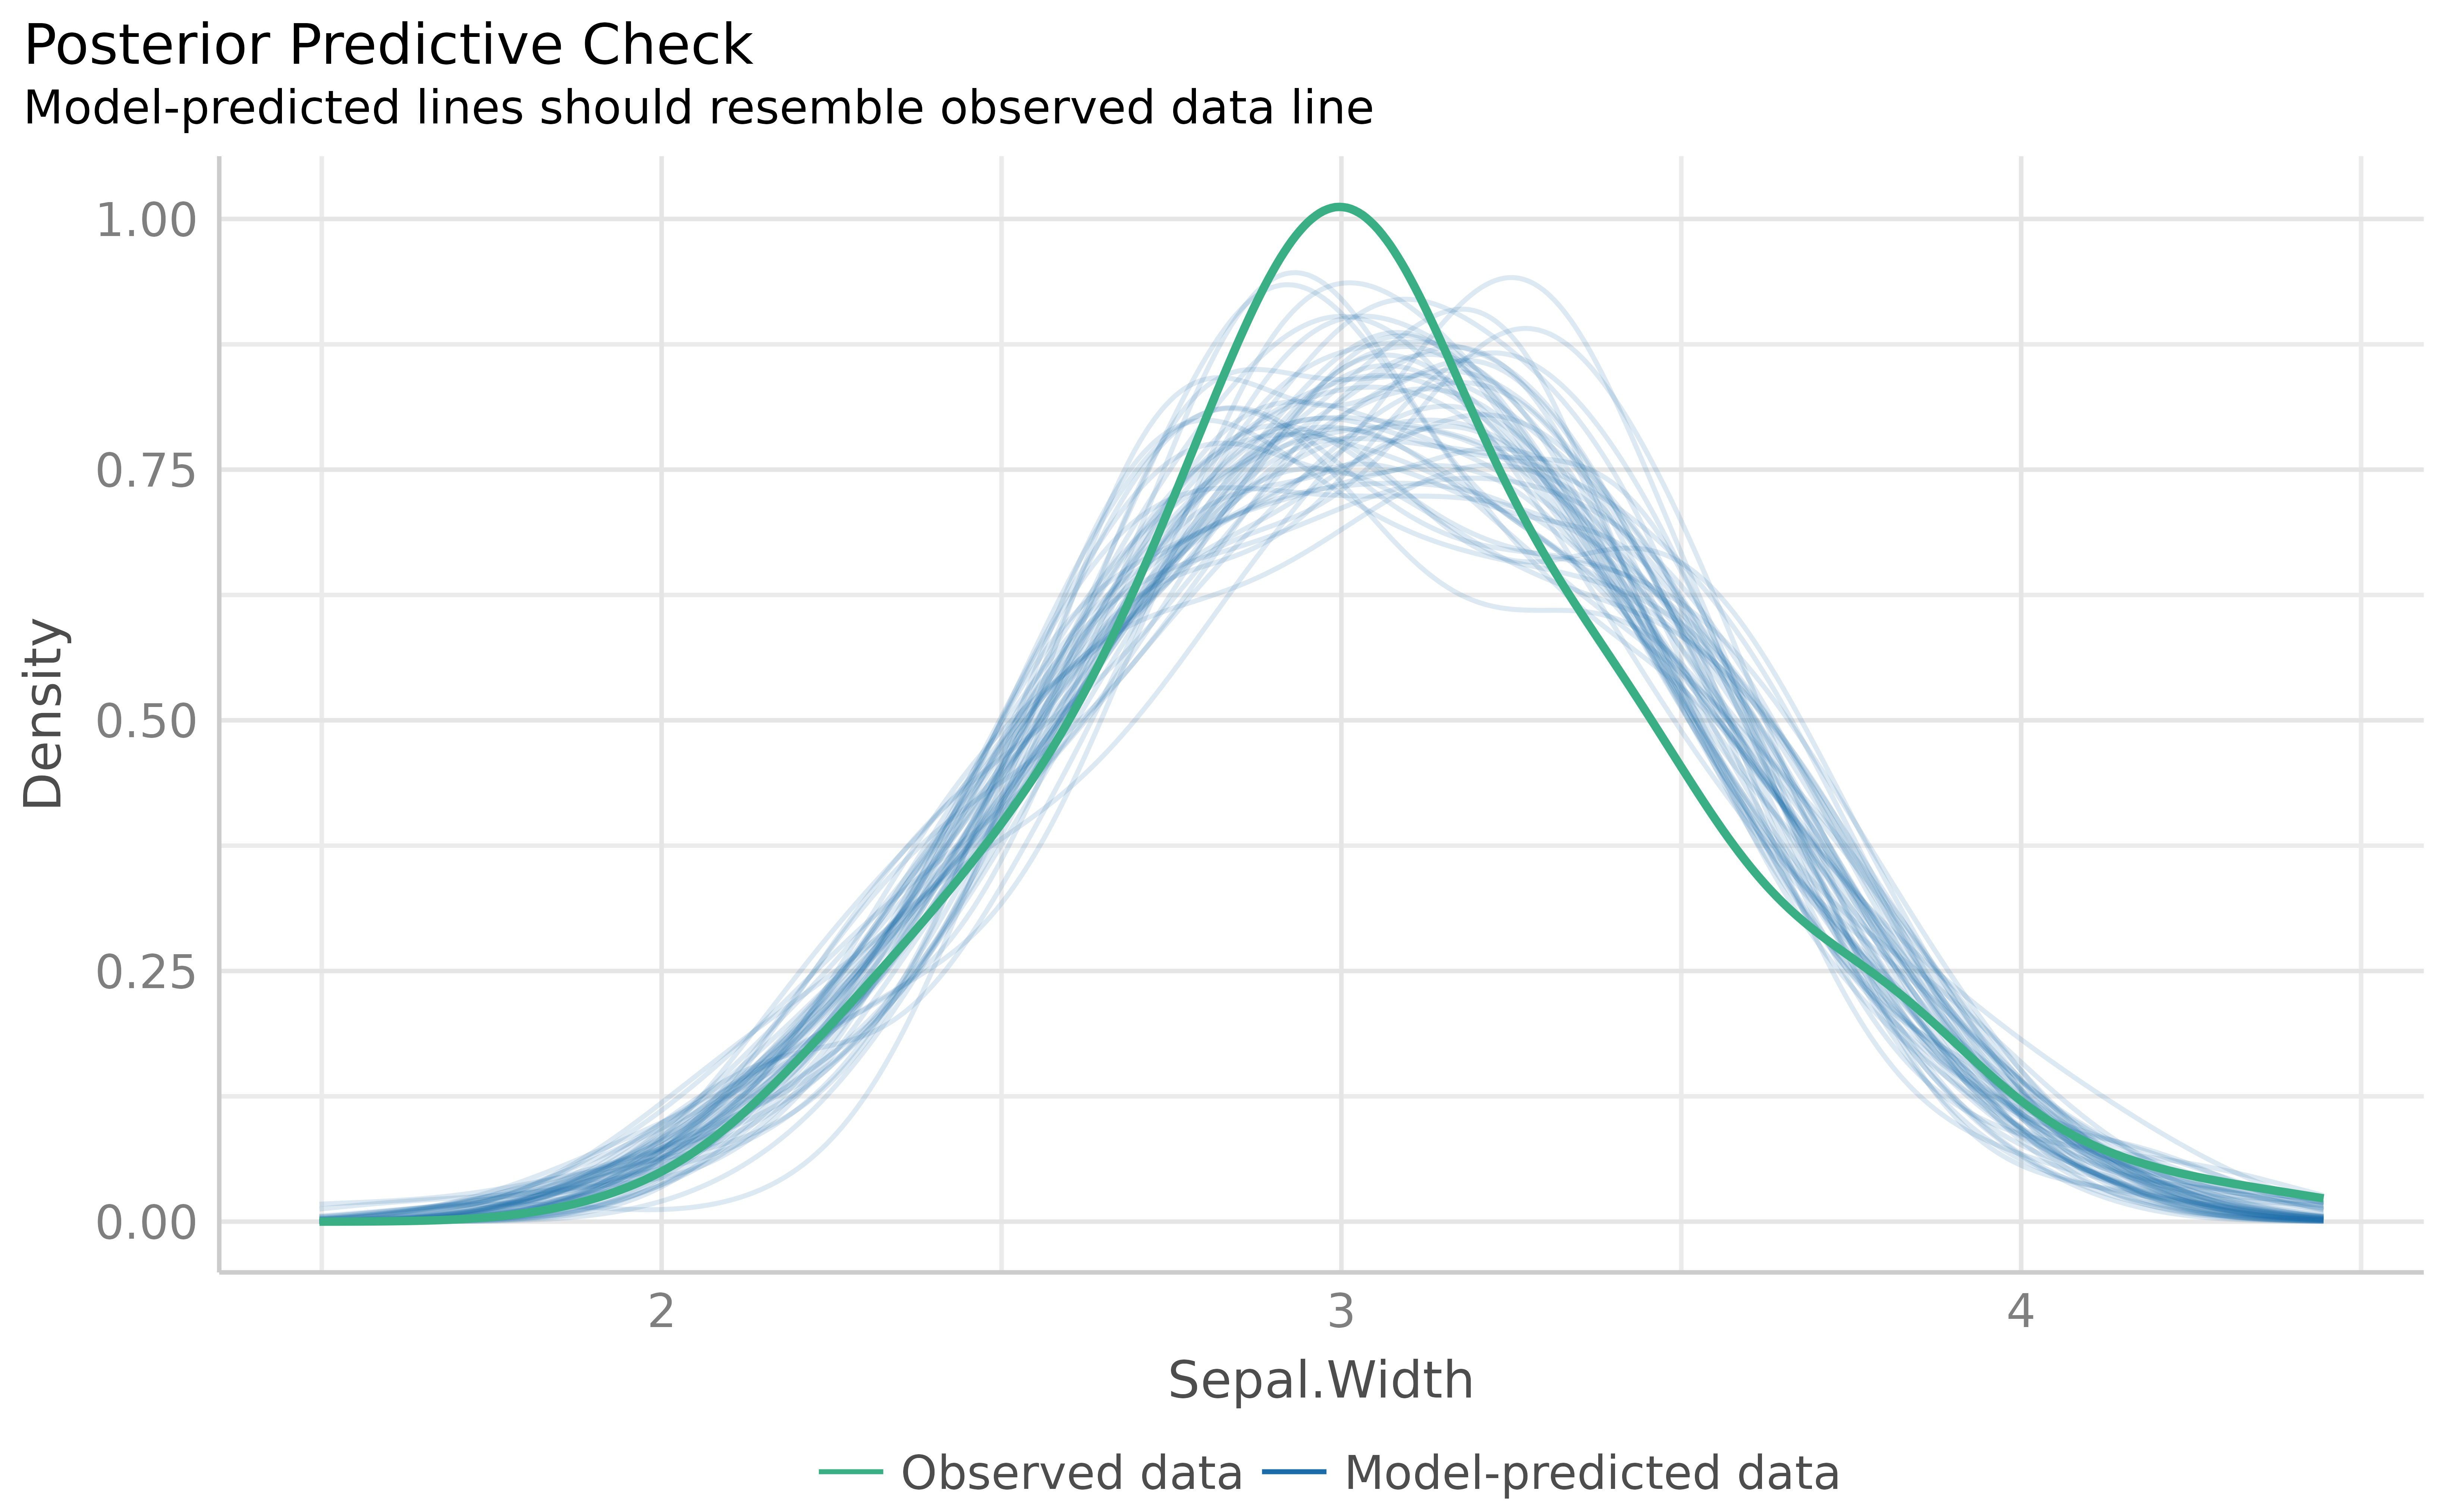 Posterior Predictive Check
Model-predicted lines should resemble observed data line
Density
1.00
0.75
0.50
0.25
0.00
2 3 4
Sepal.Width
Observed data Model-predicted data